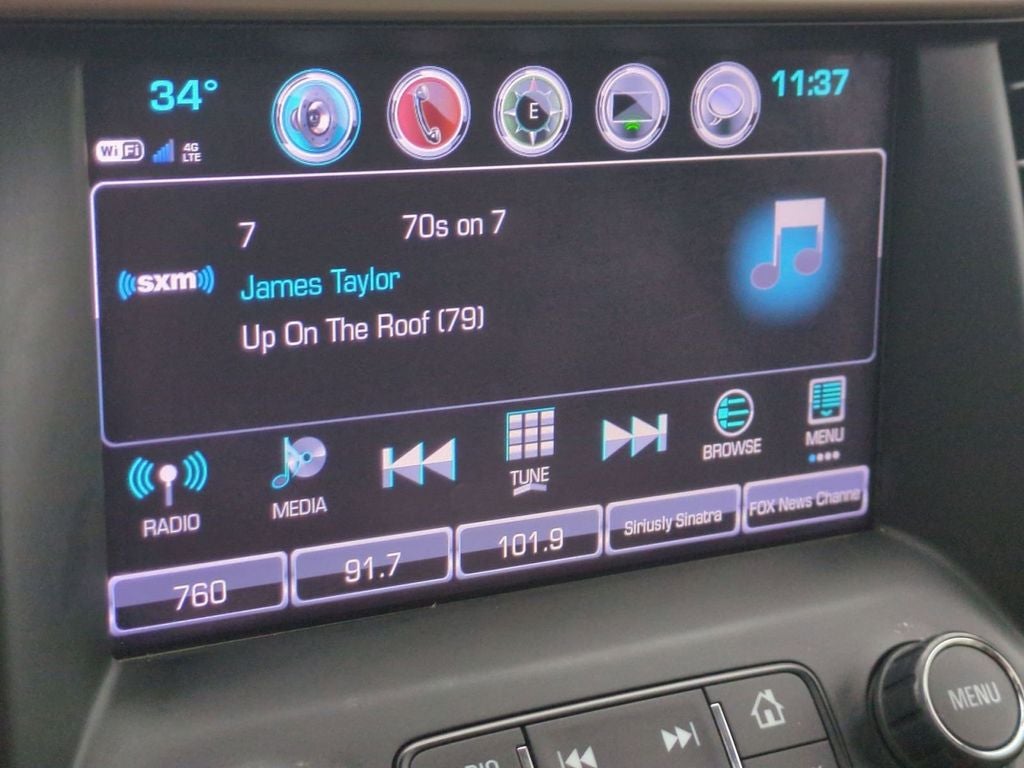 34°
11:37
E
WiFi
4G
LTE
7 70s on 7
sxm
James Taylor
Up On The Roof (79)
RADIO
MEDIA
TUNE
BROWSE
MENU
760
91.7
101.9
Siriusly Sinatra
FOX News Channe
MENU